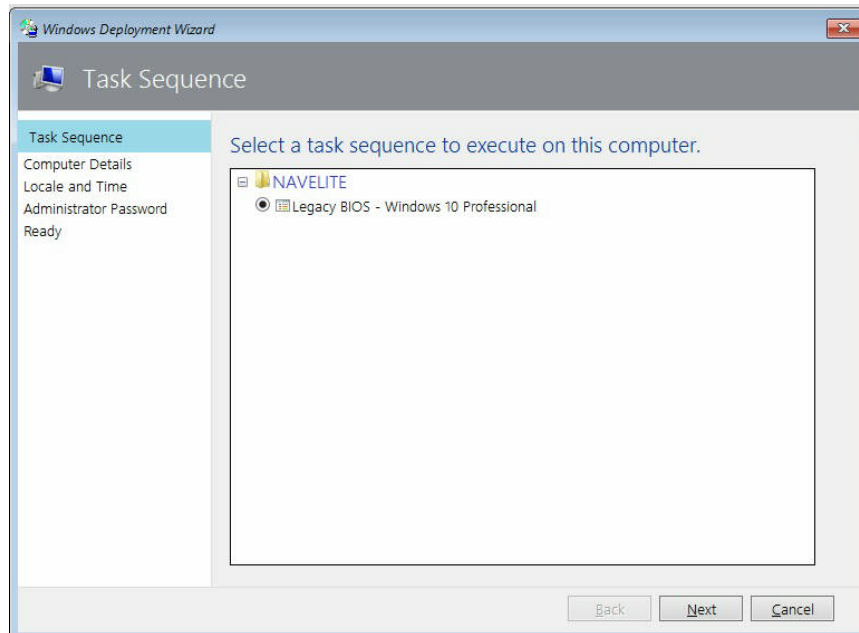 Windows Deployment Wizard
Task Sequence
Task Sequence
Computer Details
Locale and Time
Administrator Password
Ready
Select a task sequence to execute on this computer.
NAVELITE
Legacy BIOS - Windows 10 Professional
Back
Next
Cancel